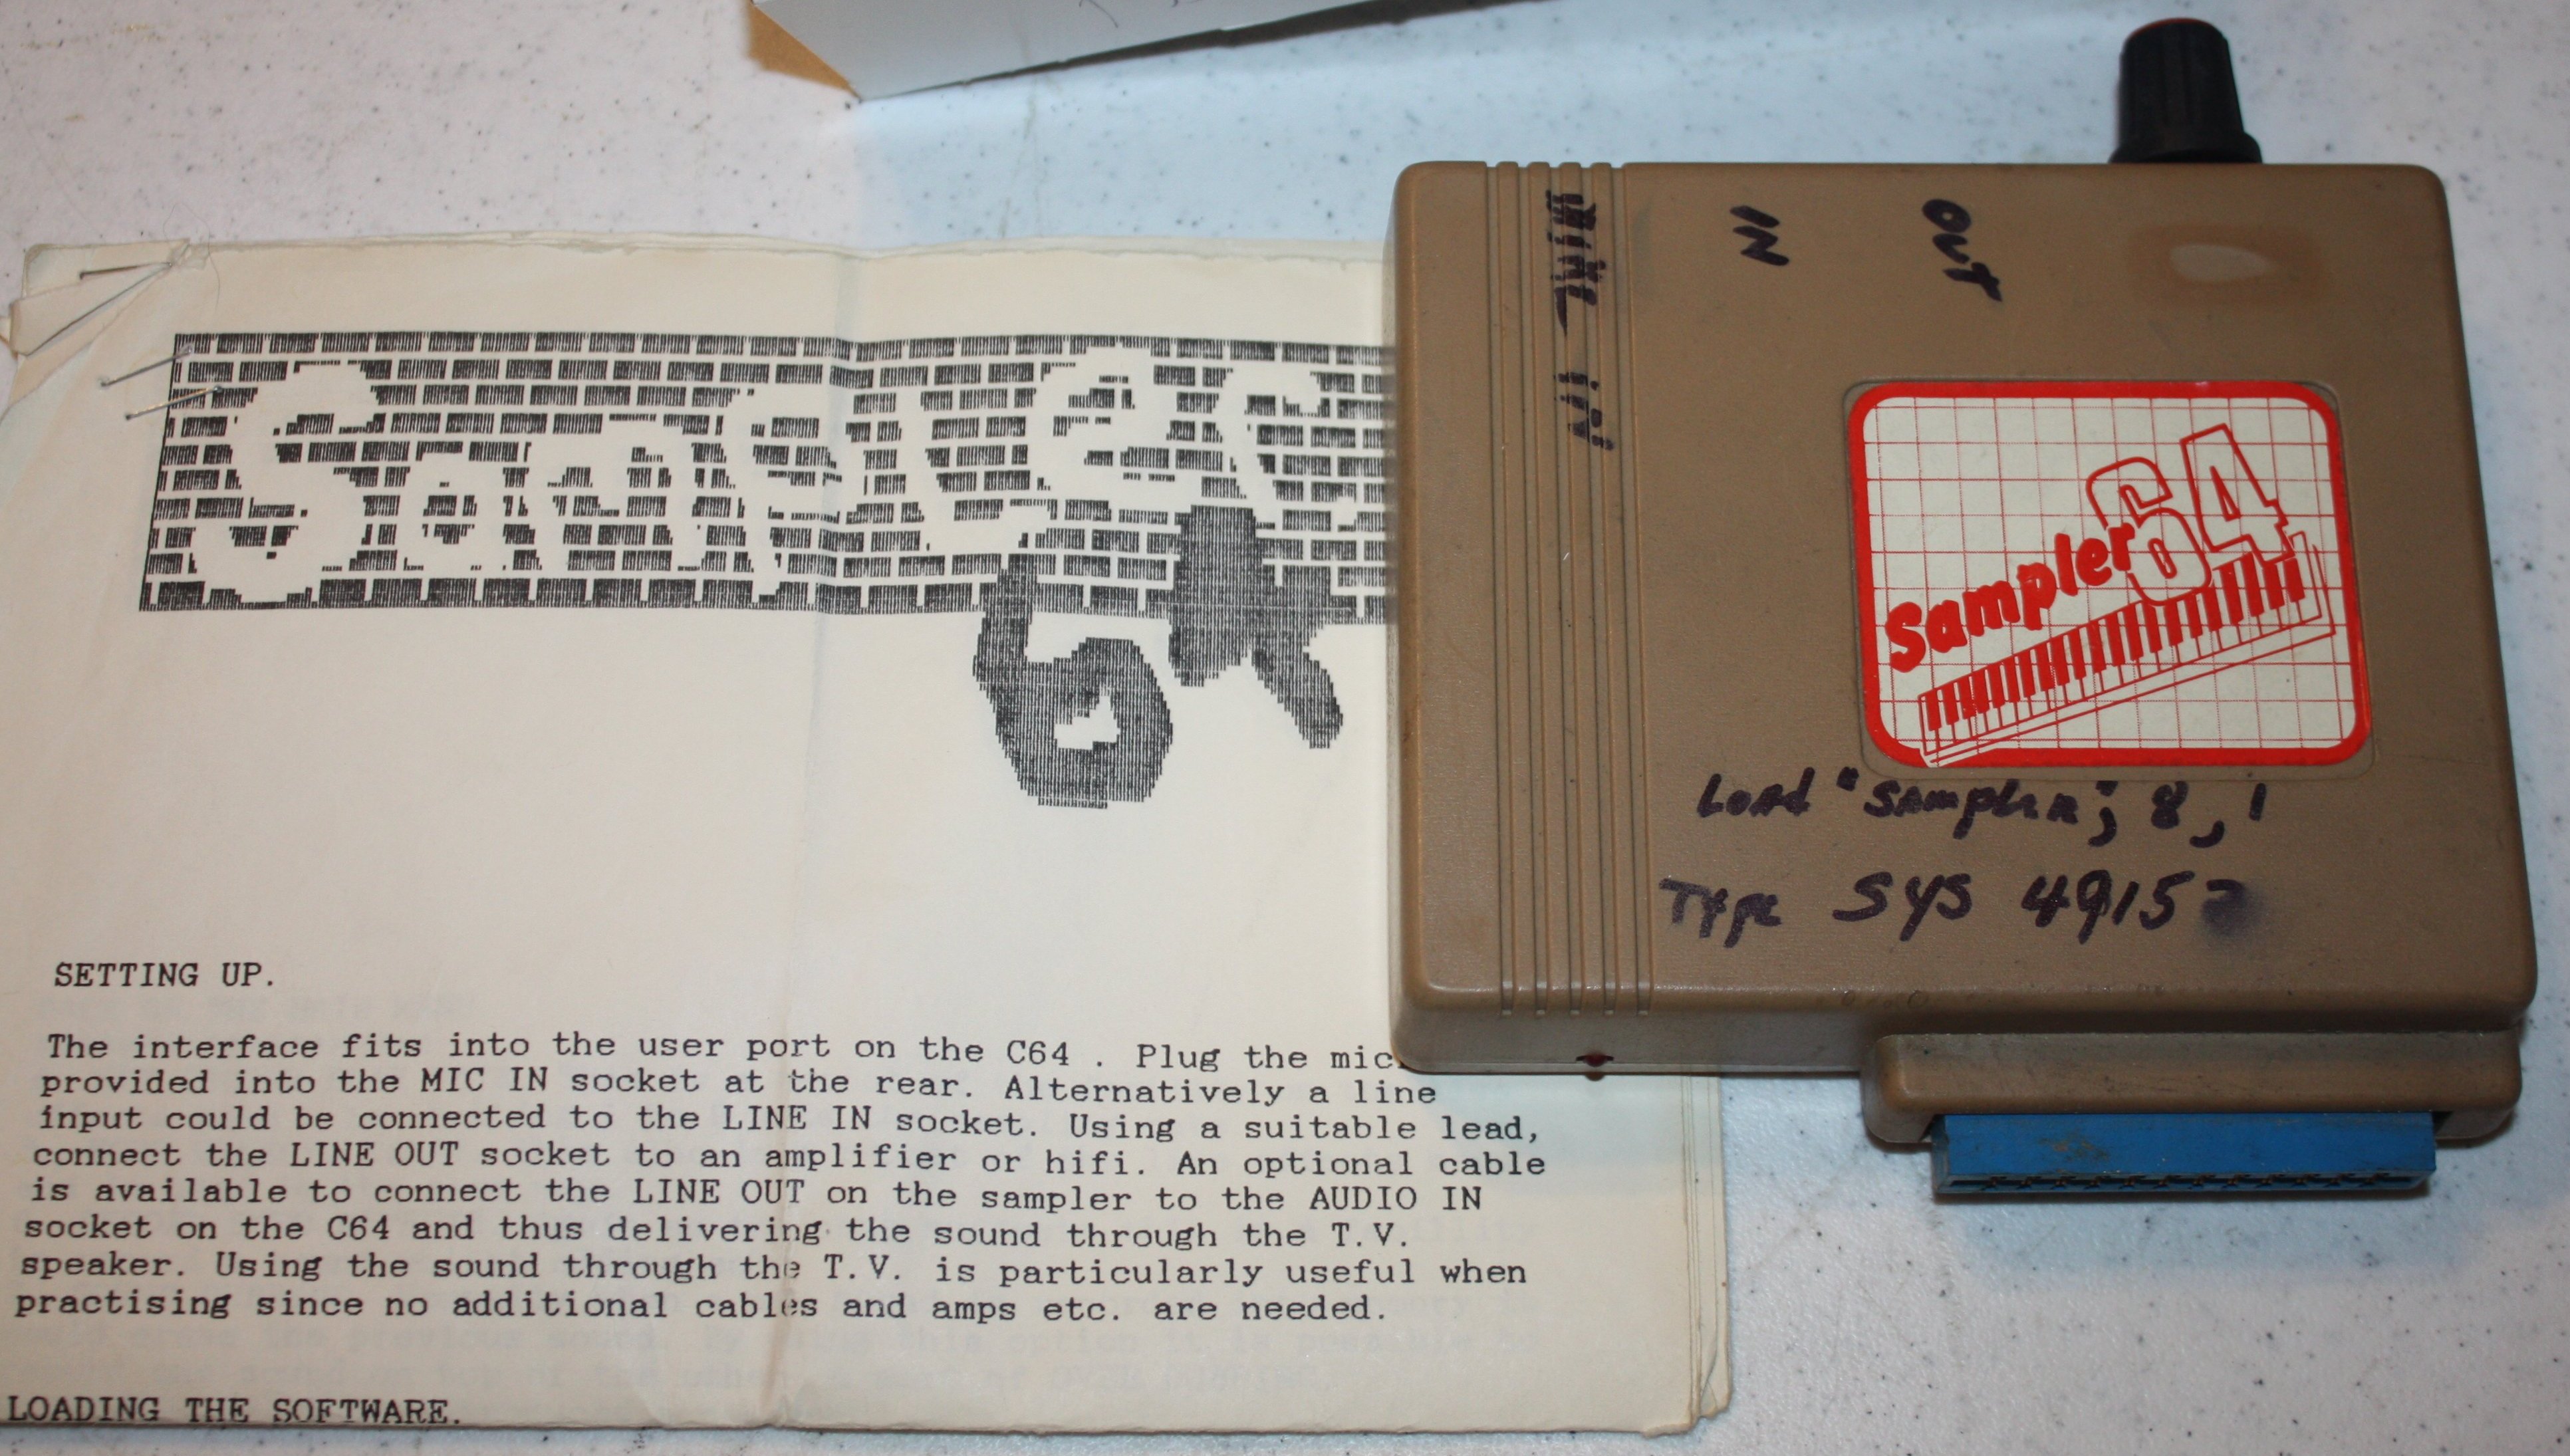 SETTING UP.
The interface fits into the user port on the C64 . Plug the mic
provided into the MIC IN socket at the rear. Alternatively a line
input could be connected to the LINE IN socket. Using a suitable lead,
connect the LINE OUT socket to an amplifier or hifi. An optional cable
is available to connect the LINE OUT on the sampler to the AUDIO IN
socket on the C64 and thus delivering the sound through the T.V.
speaker. Using the sound through the T.V. is particularly useful when
practising since no additional cables and amps etc. are needed.
LOADING THE SOFTWARE.
IN
OUT
Sampler 64
Load "Sampler", 8, 1
Type SYS 49152